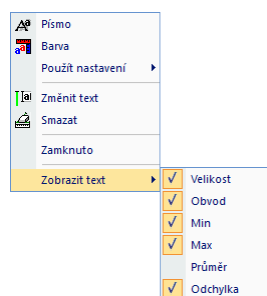 Písmo
Barva
Použít nastavení
Změnit text
Smazat
Zamknuto
Zobrazit text
Velikost
Obvod
Min
Max
Průměr
Odchylka